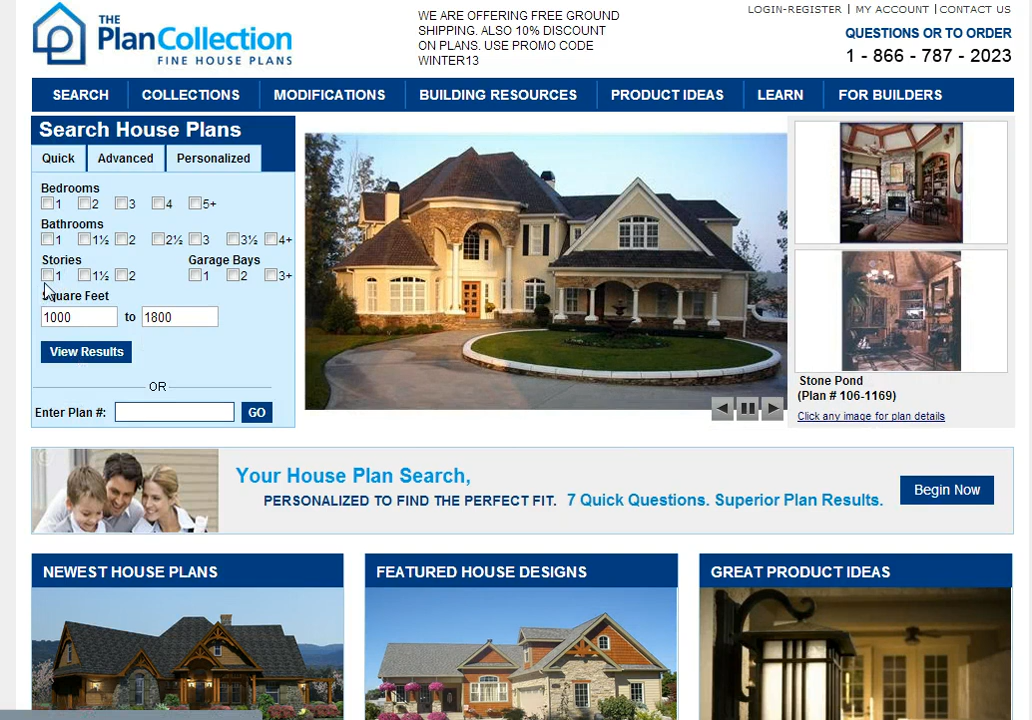 THE
PlanCollection
FINE HOUSE PLANS
WE ARE OFFERING FREE GROUND
SHIPPING. ALSO 10% DISCOUNT
ON PLANS. USE PROMO CODE
WINTER13
LOGIN-REGISTER | MY ACCOUNT | CONTACT US
QUESTIONS OR TO ORDER
1 - 866 - 787 - 2023
SEARCH COLLECTIONS MODIFICATIONS BUILDING RESOURCES PRODUCT IDEAS LEARN FOR BUILDERS
Search House Plans
Quick Advanced Personalized
Bedrooms
1 2 3 4 5+
Bathrooms
1 1½ 2 2½ 3 3½ 4+
Stories Garage Bays
1 1½ 2 1 2 3+
uare Feet
1000 to 1800
View Results
OR
Enter Plan #: GO
Stone Pond
(Plan # 106-1169)
Click any image for plan details
Your House Plan Search,
PERSONALIZED TO FIND THE PERFECT FIT. 7 Quick Questions. Superior Plan Results.
Begin Now
NEWEST HOUSE PLANS
FEATURED HOUSE DESIGNS
GREAT PRODUCT IDEAS